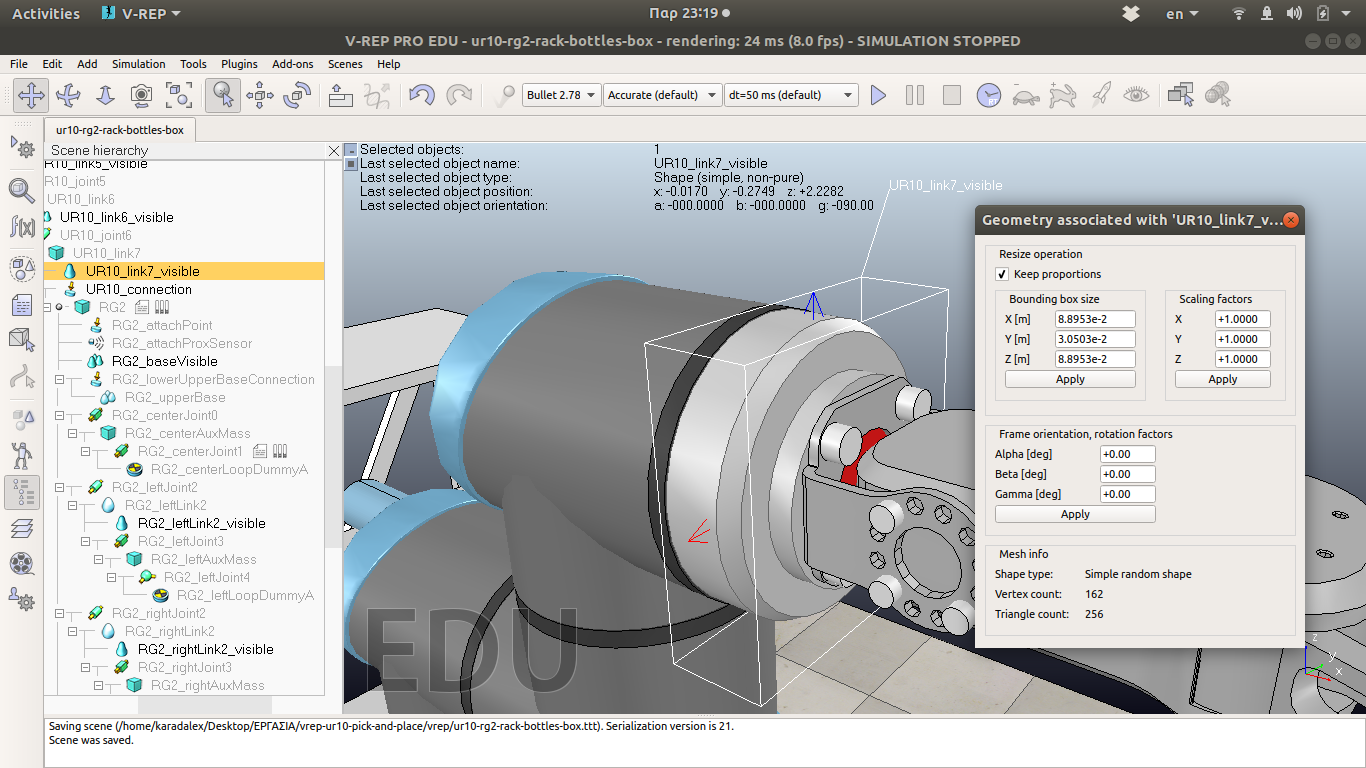 Activities V-REP Παρ 23:19 en
V-REP PRO EDU - ur10-rg2-rack-bottles-box - rendering: 24 ms (8.0 fps) - SIMULATION STOPPED
File Edit Add Simulation Tools Plugins Add-ons Scenes Help
Bullet 2.78 Accurate (default) dt=50 ms (default) RT
ur10-rg2-rack-bottles-box
Scene hierarchy
R10_link5_visible
R10_joint5
UR10_link6
UR10_link6_visible
UR10_joint6
UR10_link7
UR10_link7_visible
UR10_connection
RG2
RG2_attachPoint
RG2_attachProxSensor
RG2_baseVisible
RG2_lowerUpperBaseConnection
RG2_upperBase
RG2_centerJoint0
RG2_centerAuxMass
RG2_centerJoint1
RG2_centerLoopDummyA
RG2_leftJoint2
RG2_leftLink2
RG2_leftLink2_visible
RG2_leftJoint3
RG2_leftAuxMass
RG2_leftJoint4
RG2_leftLoopDummyA
RG2_rightJoint2
RG2_rightLink2
RG2_rightLink2_visible
RG2_rightJoint3
RG2_rightAuxMass
Selected objects: 1
Last selected object name: UR10_link7_visible
Last selected object type: Shape (simple, non-pure)
Last selected object position: x: -0.0170 y: -0.2749 z: +2.2282
Last selected object orientation: a: -000.0000 b: -000.0000 g: -090.00
UR10_link7_visible
EDU
z
y
x
Geometry associated with 'UR10_link7_v...
Resize operation
Keep proportions
Bounding box size Scaling factors
X [m] 8.8953e-2 X +1.0000
Y [m] 3.0503e-2 Y +1.0000
Z [m] 8.8953e-2 Z +1.0000
Apply Apply
Frame orientation, rotation factors
Alpha [deg] +0.00
Beta [deg] +0.00
Gamma [deg] +0.00
Apply
Mesh info
Shape type: Simple random shape
Vertex count: 162
Triangle count: 256
Saving scene (/home/karadalex/Desktop/ΕΡΓΑΣΙΑ/vrep-ur10-pick-and-place/vrep/ur10-rg2-rack-bottles-box.ttt). Serialization version is 21.
Scene was saved.